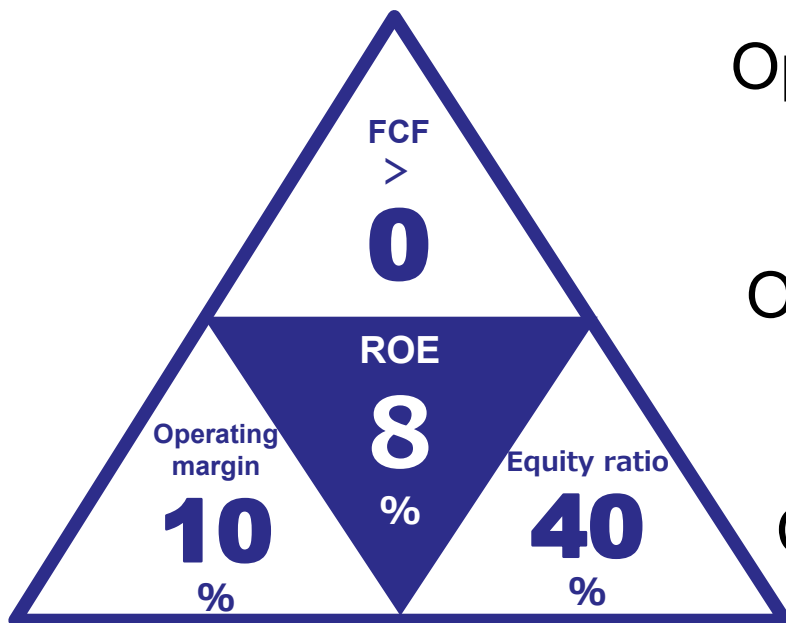 FCF
>
0
ROE
8
%
Operating
margin
10
%
Equity ratio
40
%